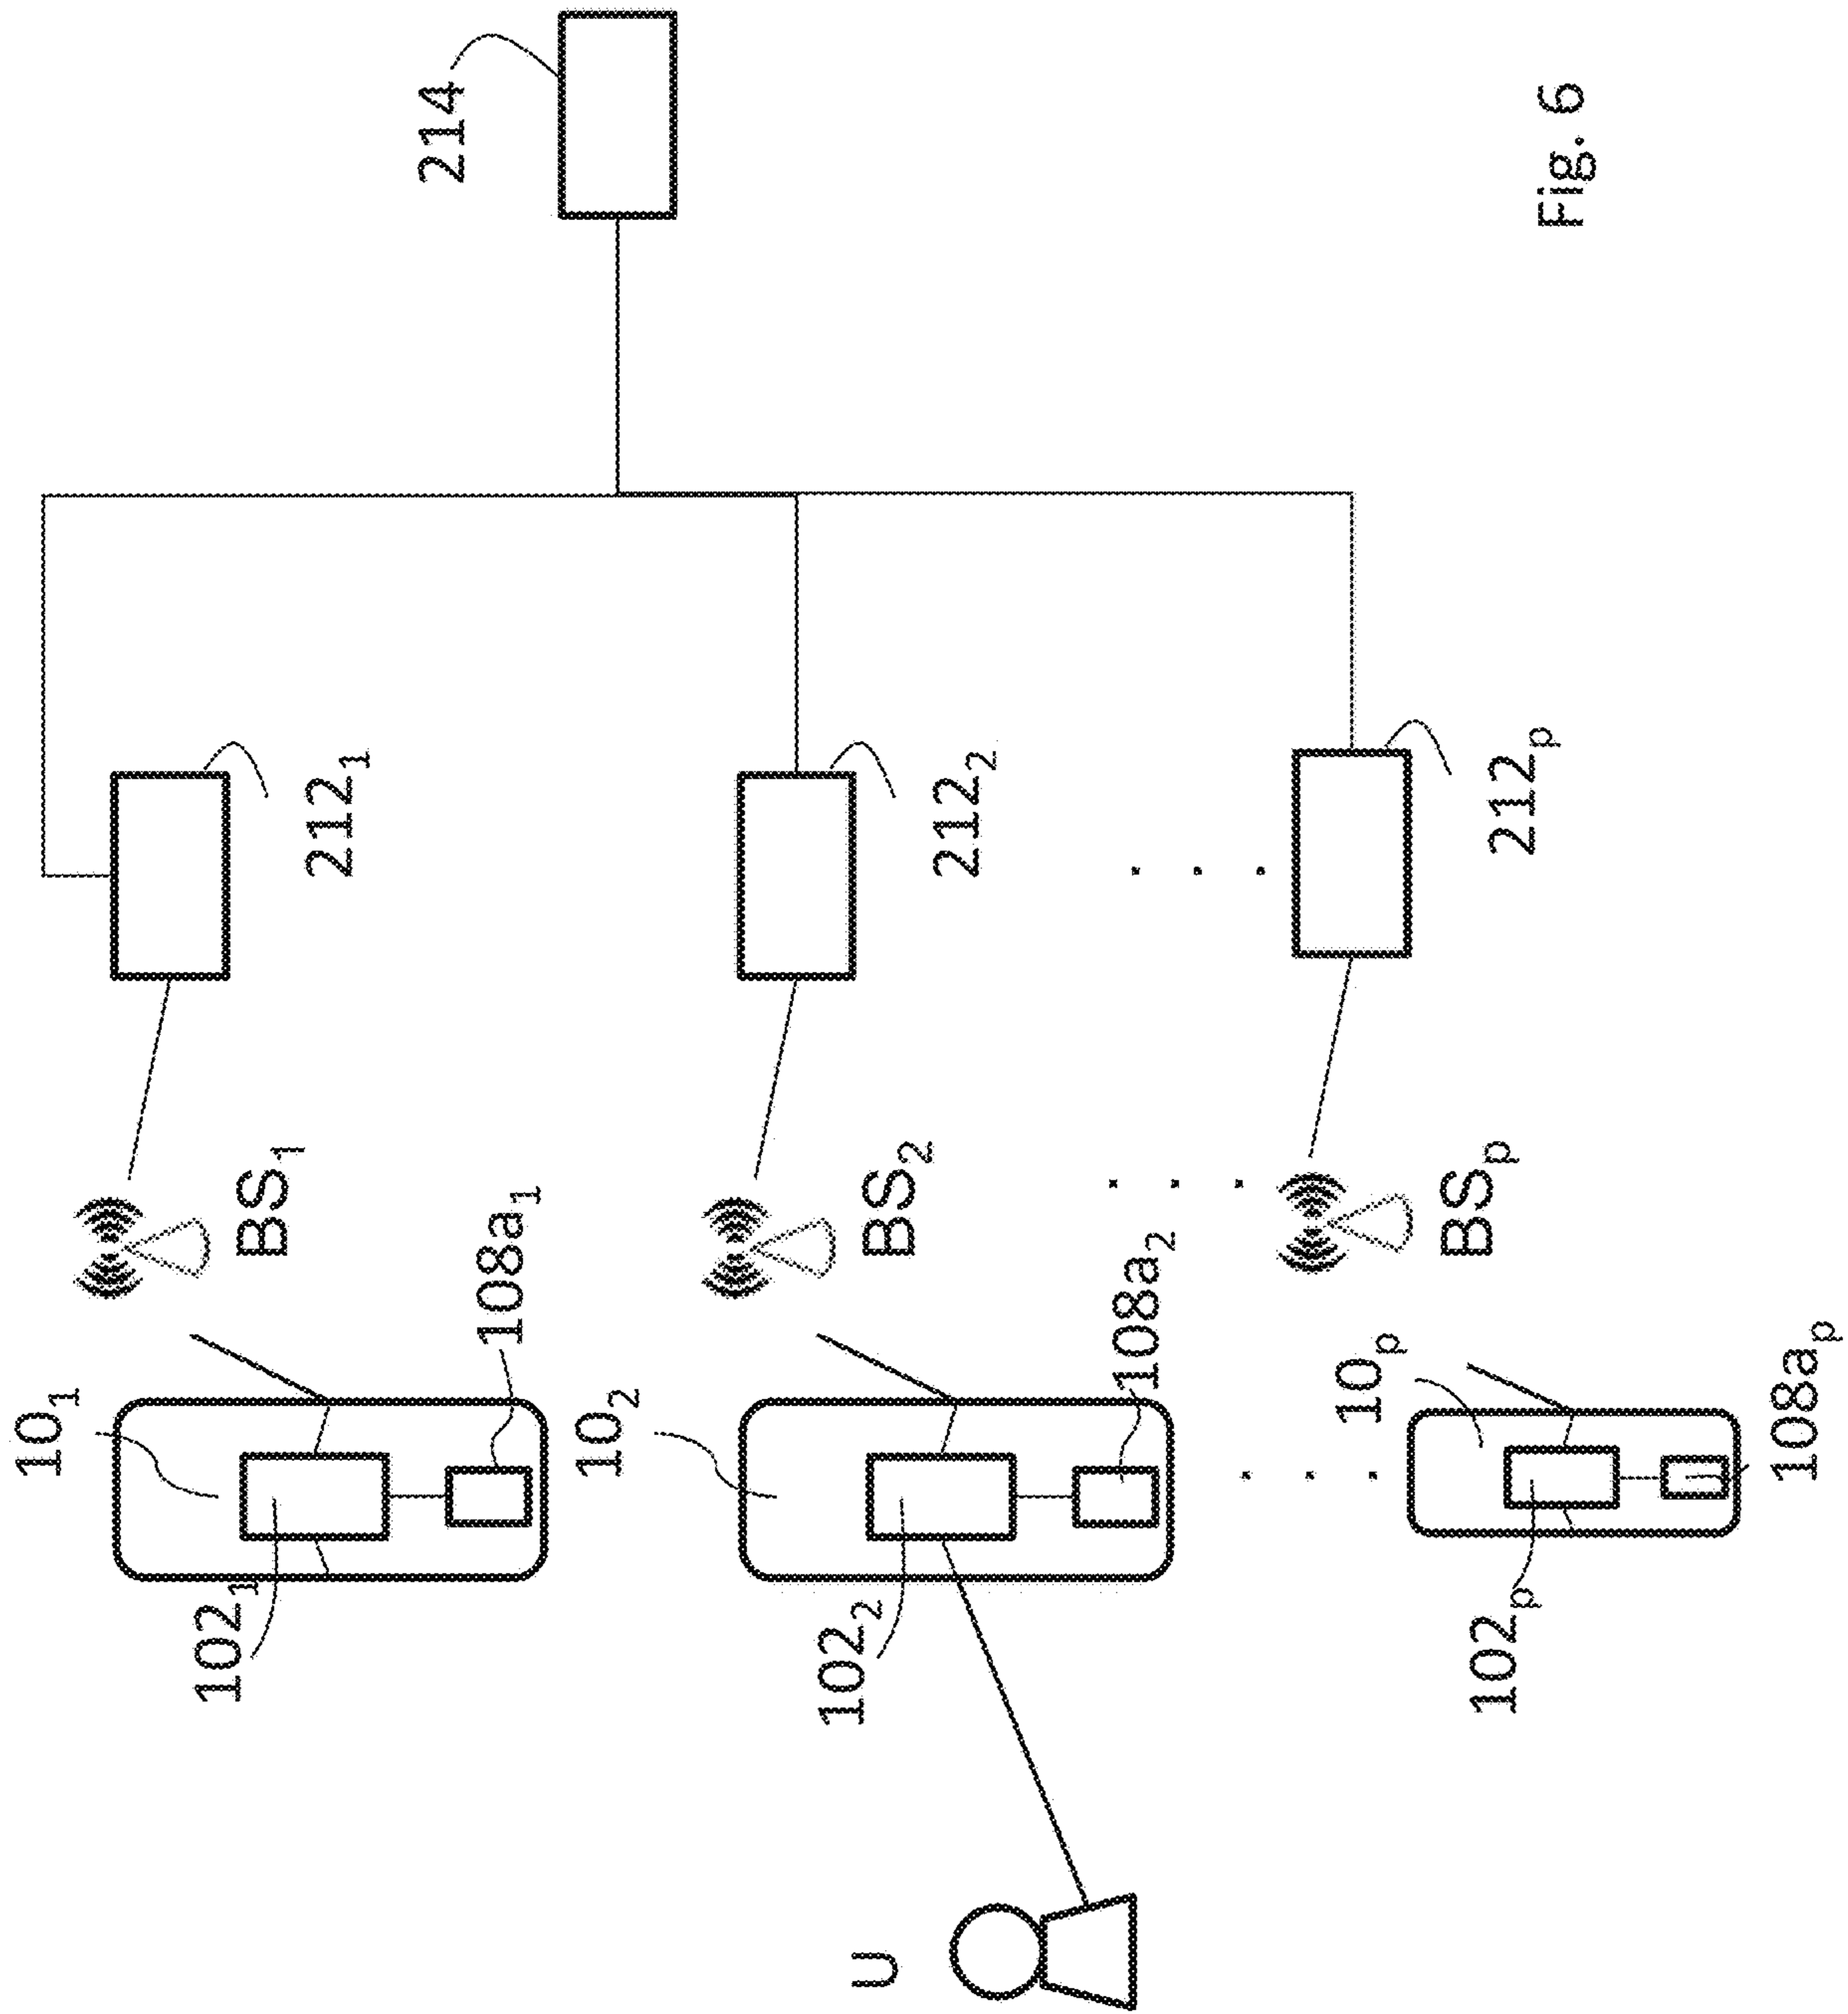 214
212₁
212₂
212ₚ
BS₁
BS₂
BSₚ
10₁
108a₁
10₂
108a₂
10ₚ
108aₚ
102₁
102₂
102ₚ
U
Fig. 6